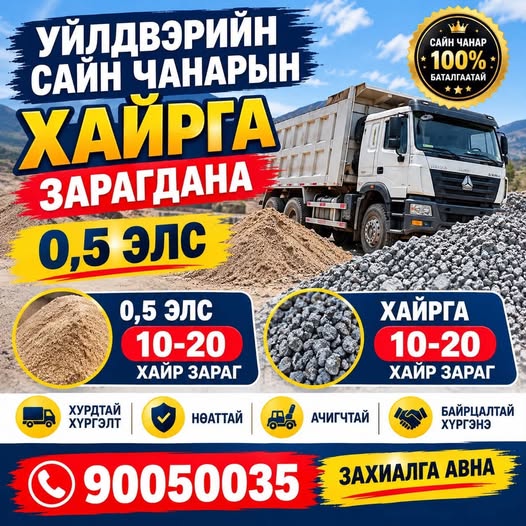 ҮЙЛДВЭРИЙН
САЙН ЧАНАРЫН
ХАЙРГА
ЗАРАГДАНА
0,5 ЭЛС
САЙН ЧАНАР
100%
БАТАЛГААТАЙ
0,5 ЭЛС
10-20
ХАЙР ЗАРАГ
ХАЙРГА
10-20
ХАЙР ЗАРАГ
ХУРДТАЙ
ХҮРГЭЛТ
НӨАТТАЙ
АЧИГЧТАЙ
БАЙРЦАЛТАЙ
ХҮРГЭНЭ
90050035
ЗАХИАЛГА АВНА